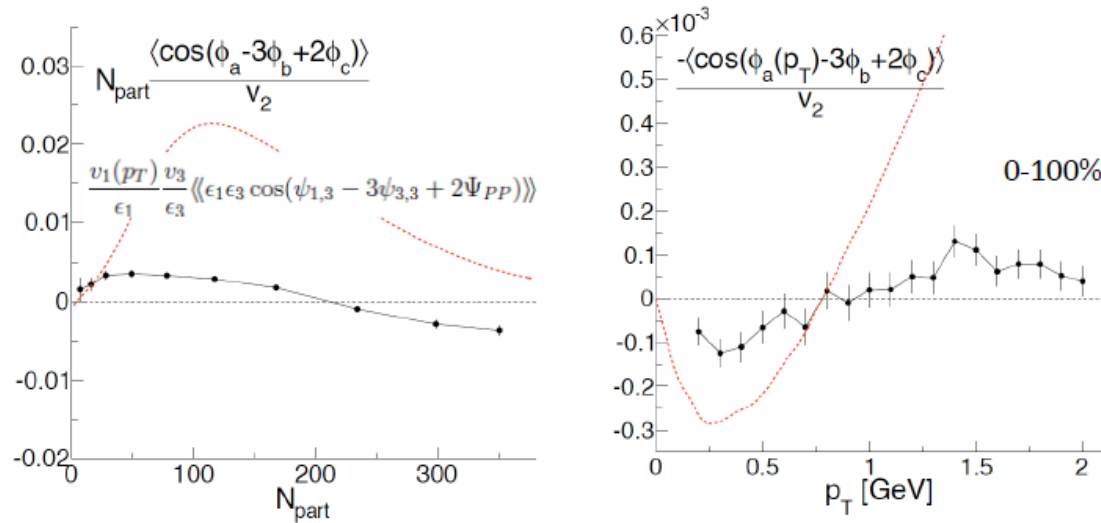 0.03
0.02
0.01
0
-0.01
-0.02
N_part ⟨cos(ϕ_a -3ϕ_b +2ϕ_c)⟩
v_2
v_1(p_T) v_3 ⟨⟨ϵ_1ϵ_3 cos(ψ_{1,3} − 3ψ_{3,3} + 2Ψ_{PP})⟩⟩
ϵ_1 ϵ_3
0 100 200 300
N_part
×10^{-3}
0.6
0.5
0.4
0.3
0.2
0.1
0
-0.1
-0.2
-0.3
-⟨cos(ϕ_a(p_T)-3ϕ_b+2ϕ_c)⟩
v_2
0-100%
0 0.5 1 1.5 2
p_T [GeV]